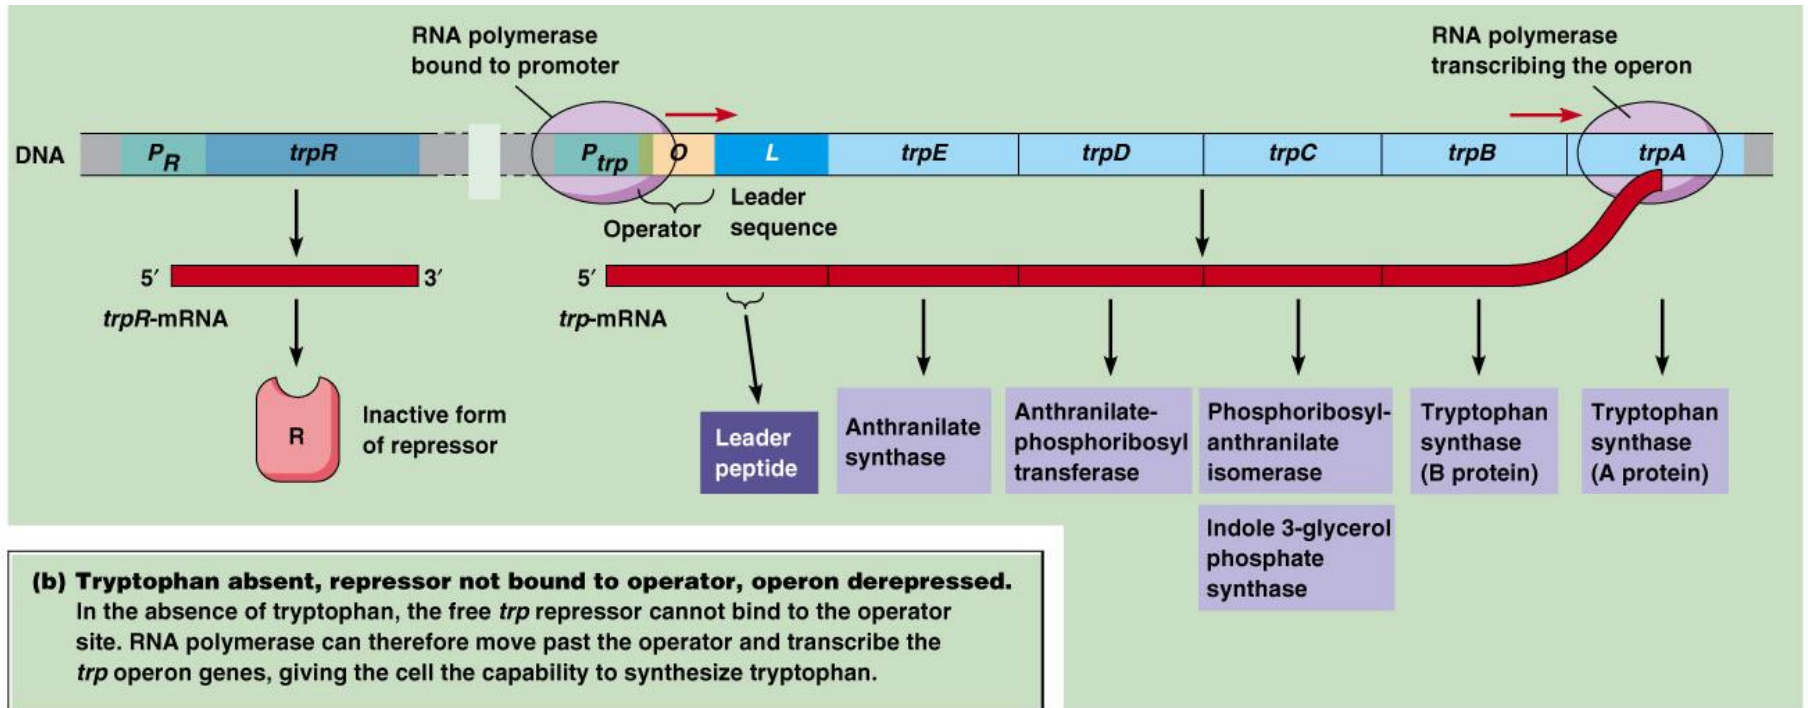 RNA polymerase
bound to promoter
RNA polymerase
transcribing the operon
DNA
PR
trpR
Ptrp
O
L
trpE
trpD
trpC
trpB
trpA
Operator
Leader
sequence
5′
3′
trpR-mRNA
5′
trp-mRNA
R
Inactive form
of repressor
Leader
peptide
Anthranilate
synthase
Anthranilate-
phosphoribosyl
transferase
Phosphoribosyl-
anthranilate
isomerase
Indole 3-glycerol
phosphate
synthase
Tryptophan
synthase
(B protein)
Tryptophan
synthase
(A protein)
(b) Tryptophan absent, repressor not bound to operator, operon derepressed.
In the absence of tryptophan, the free trp repressor cannot bind to the operator
site. RNA polymerase can therefore move past the operator and transcribe the
trp operon genes, giving the cell the capability to synthesize tryptophan.